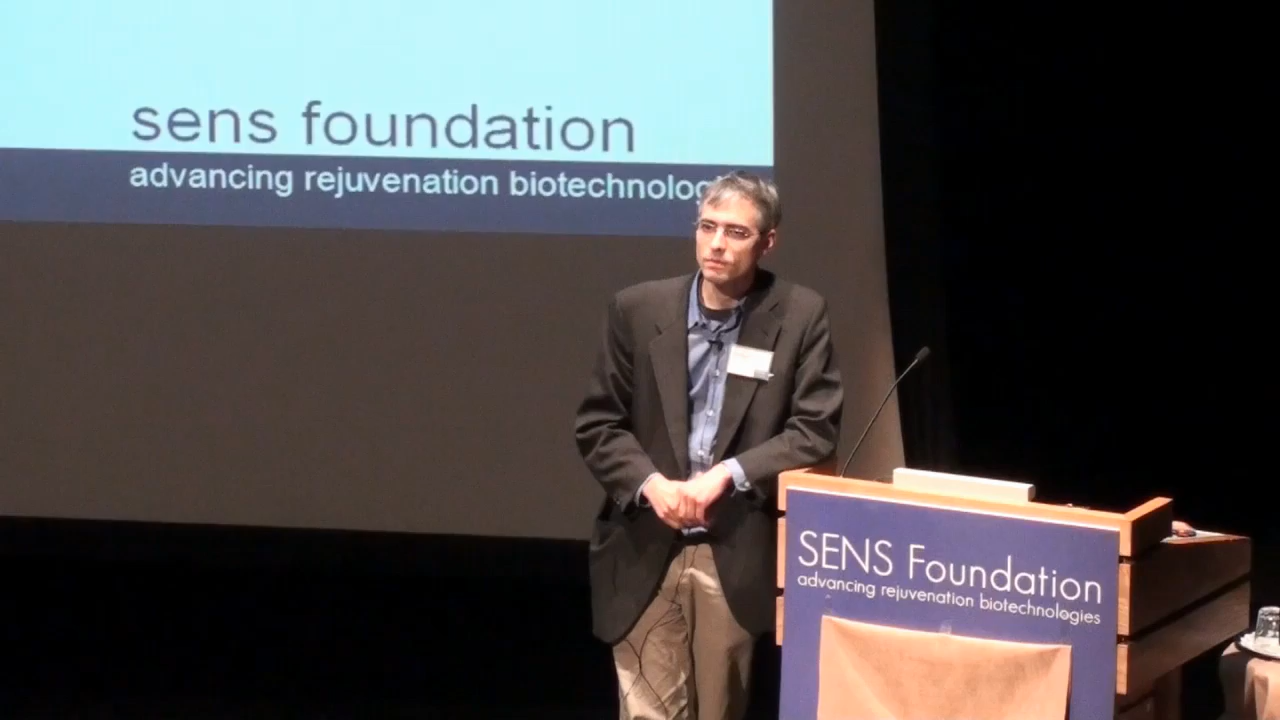 sens foundation
advancing rejuvenation
SENS Foundation
advancing rejuvenation biotechnologies